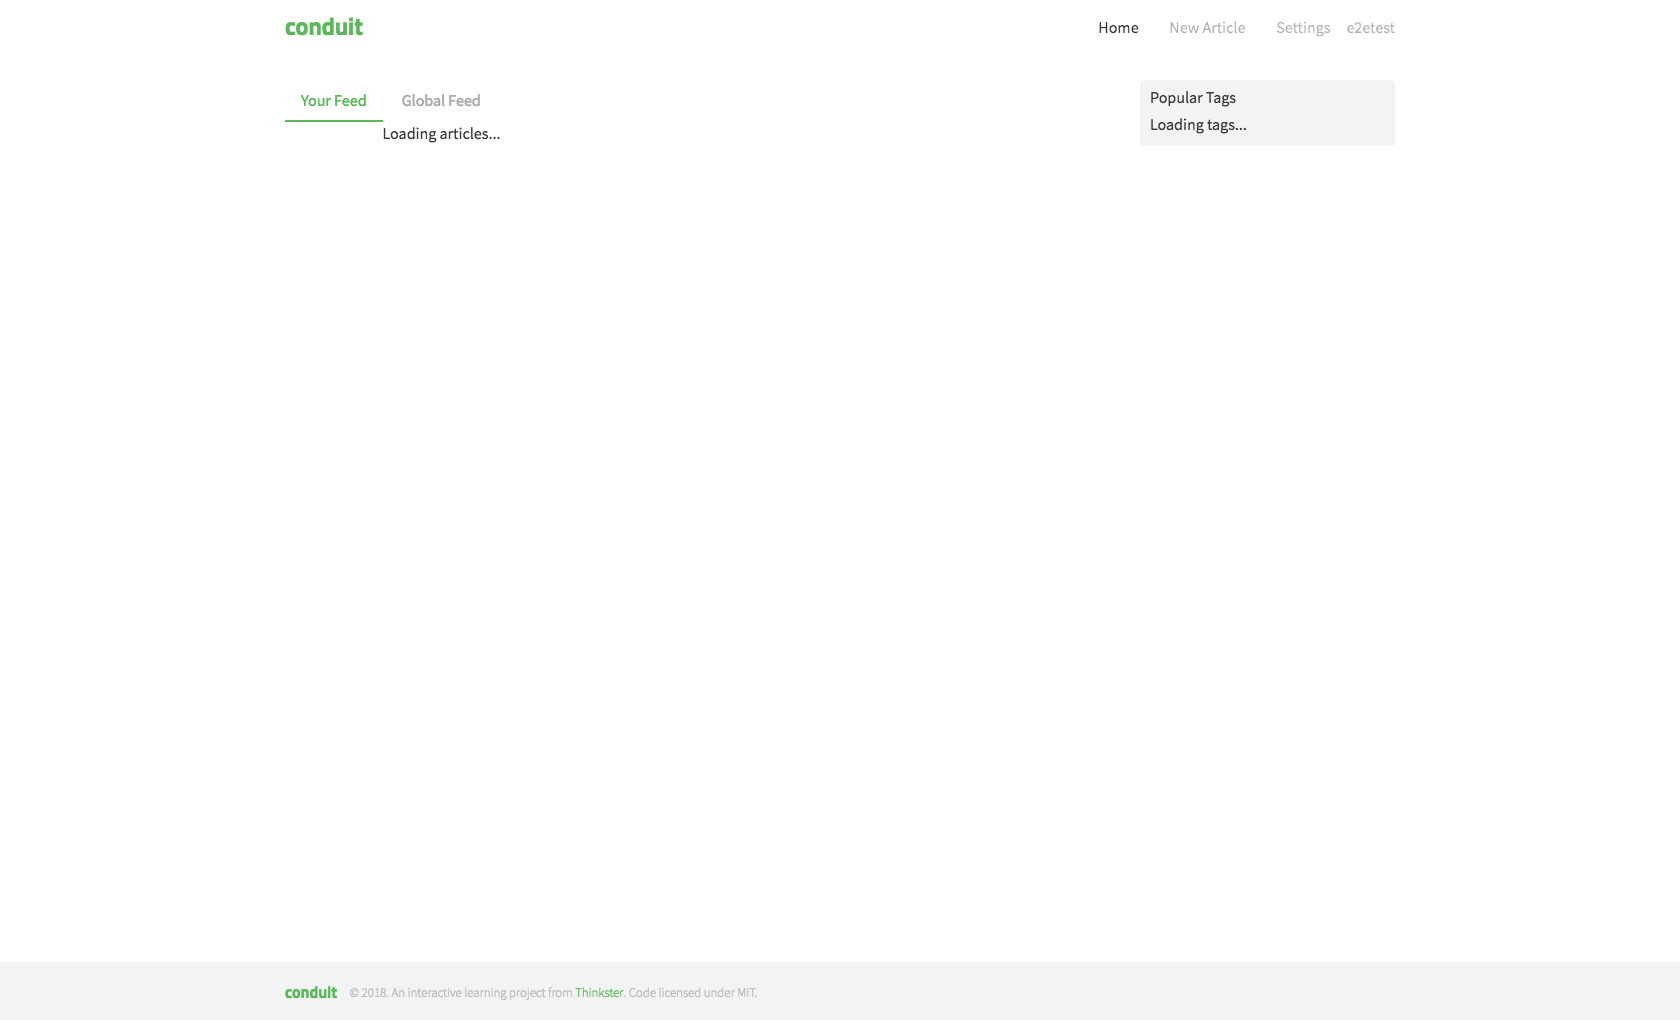 conduit
Home New Article Settings e2etest
Your Feed Global Feed
Loading articles...
Popular Tags
Loading tags...
conduit © 2018. An interactive learning project from Thinkster. Code licensed under MIT.